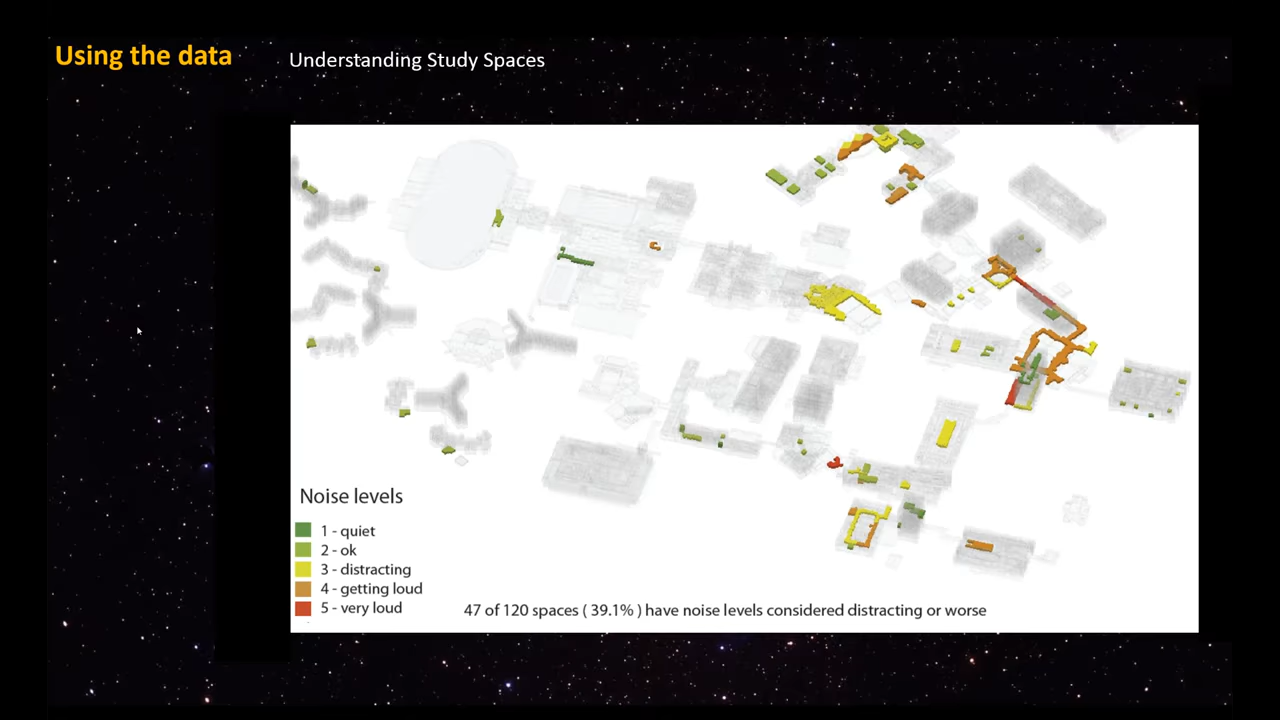 Using the data
Understanding Study Spaces
Noise levels
1 - quiet
2 - ok
3 - distracting
4 - getting loud
5 - very loud
47 of 120 spaces ( 39.1% ) have noise levels considered distracting or worse